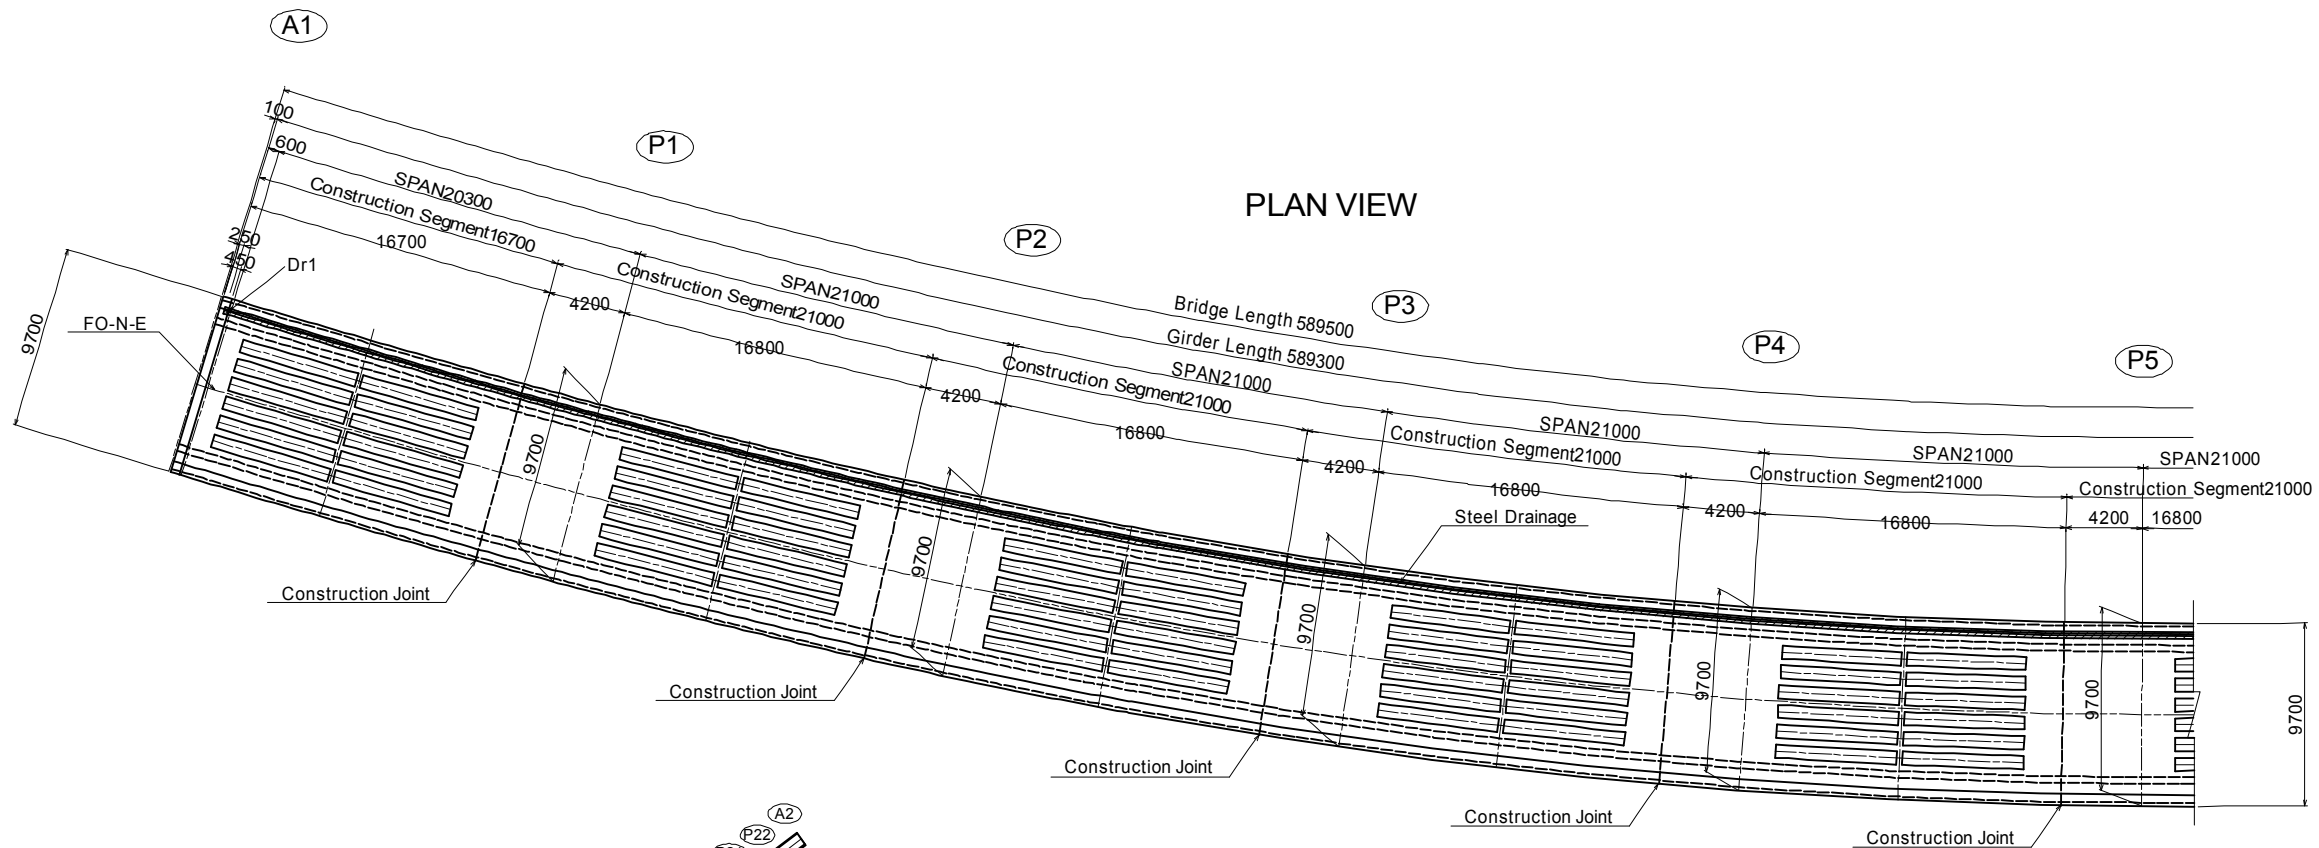 A1
P1
P2
P3
P4
P5
PLAN VIEW
100
600
SPAN20300
Construction Segment16700
16700
250
450
Dr1
9700
FO-N-E
Bridge Length 589500
Girder Length 589300
SPAN21000
Construction Segment21000
4200
16800
SPAN21000
Construction Segment21000
4200
16800
SPAN21000
Construction Segment21000
4200
16800
SPAN21000
Construction Segment21000
4200
16800
SPAN21000
Construction Segment21000
4200
16800
9700
9700
9700
9700
9700
9700
Steel Drainage
Construction Joint
Construction Joint
Construction Joint
Construction Joint
Construction Joint
A2
P22